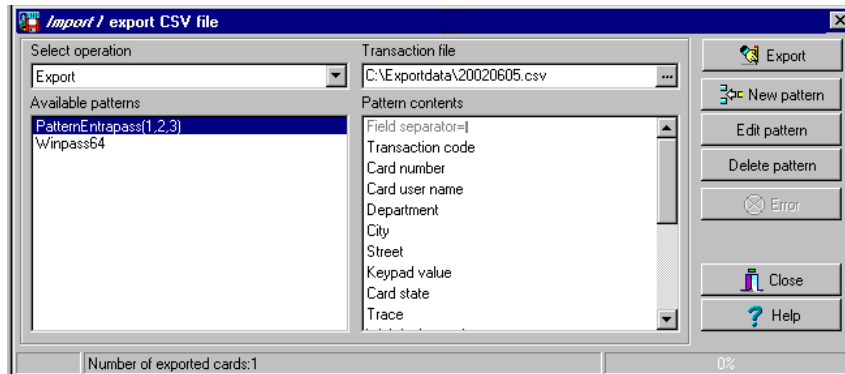 Import / export CSV file
Select operation
Export
Available patterns
PatternEntrapass(1,2,3)
Winpass64
Transaction file
C:\Exportdata\20020605.csv
...
Pattern contents
Field separator=|
Transaction code
Card number
Card user name
Department
City
Street
Keypad value
Card state
Trace
Export
New pattern
Edit pattern
Delete pattern
Error
Close
Help
Number of exported cards:1
0%